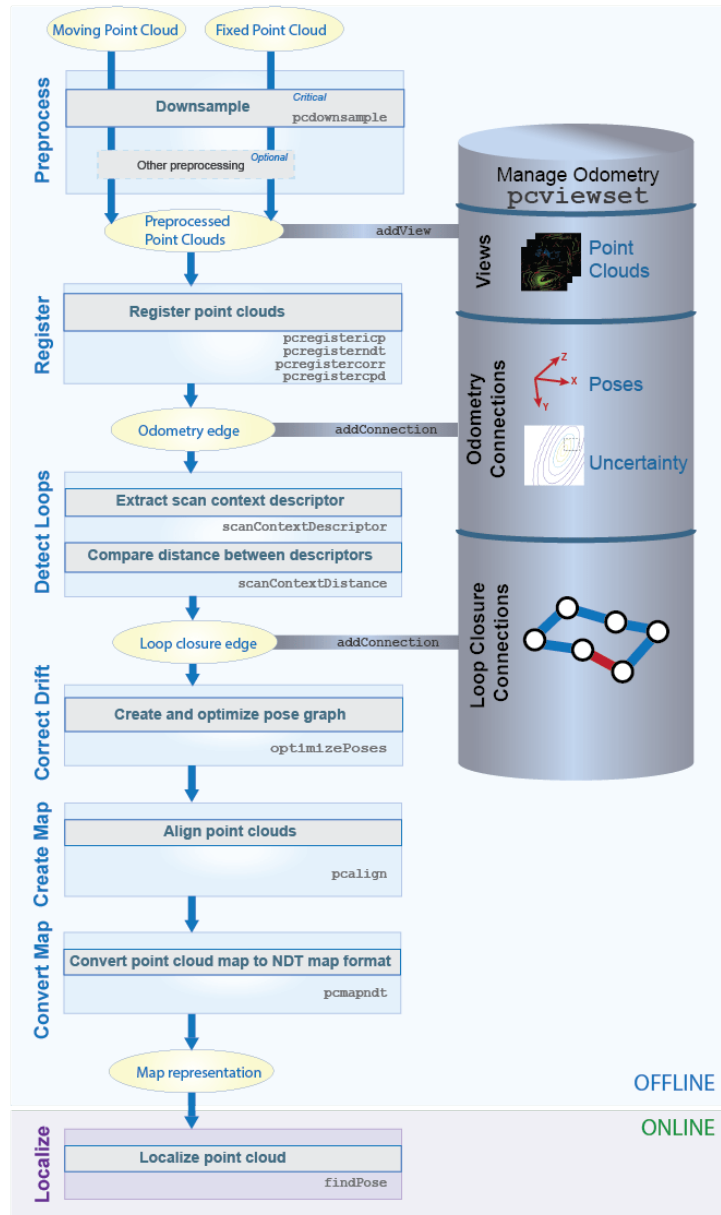 Moving Point Cloud
Fixed Point Cloud
Preprocess
Downsample
Critical
pcdownsample
Other preprocessing
Optional
Preprocessed
Point Clouds
addView
Manage Odometry
pcviewset
Views
Point
Clouds
Register
Register point clouds
pcregistericp
pcregisterndt
pcregistercorr
pcregistercpd
Odometry
Connections
Z
X
Y
Poses
Uncertainty
Odometry edge
addConnection
Detect Loops
Extract scan context descriptor
scanContextDescriptor
Compare distance between descriptors
scanContextDistance
Loop closure edge
addConnection
Loop Closure
Connections
Correct Drift
Create and optimize pose graph
optimizePoses
Create Map
Align point clouds
pcalign
Convert Map
Convert point cloud map to NDT map format
pcmapndt
Map representation
OFFLINE
ONLINE
Localize
Localize point cloud
findPose